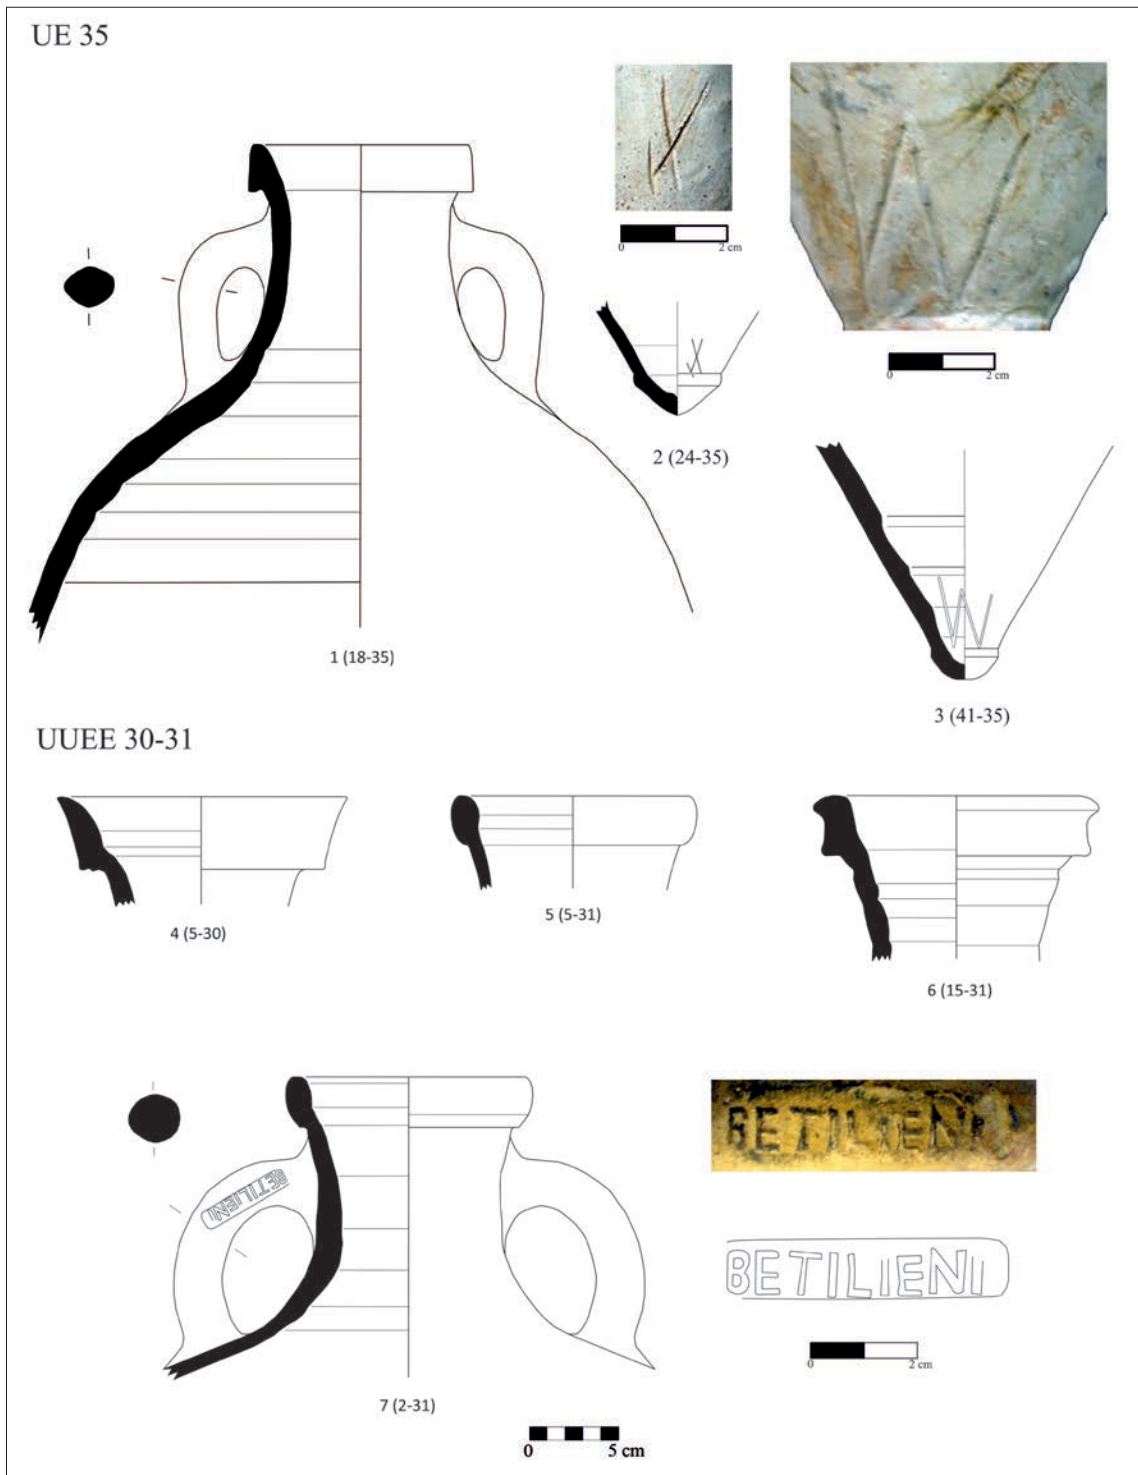 UE 35
0 2 cm
0 2 cm
2 (24-35)
1 (18-35)
3 (41-35)
UUEE 30-31
4 (5-30)
5 (5-31)
6 (15-31)
BETILIENI
BETILIENI
BETILIENI
0 2 cm
7 (2-31)
0 5 cm